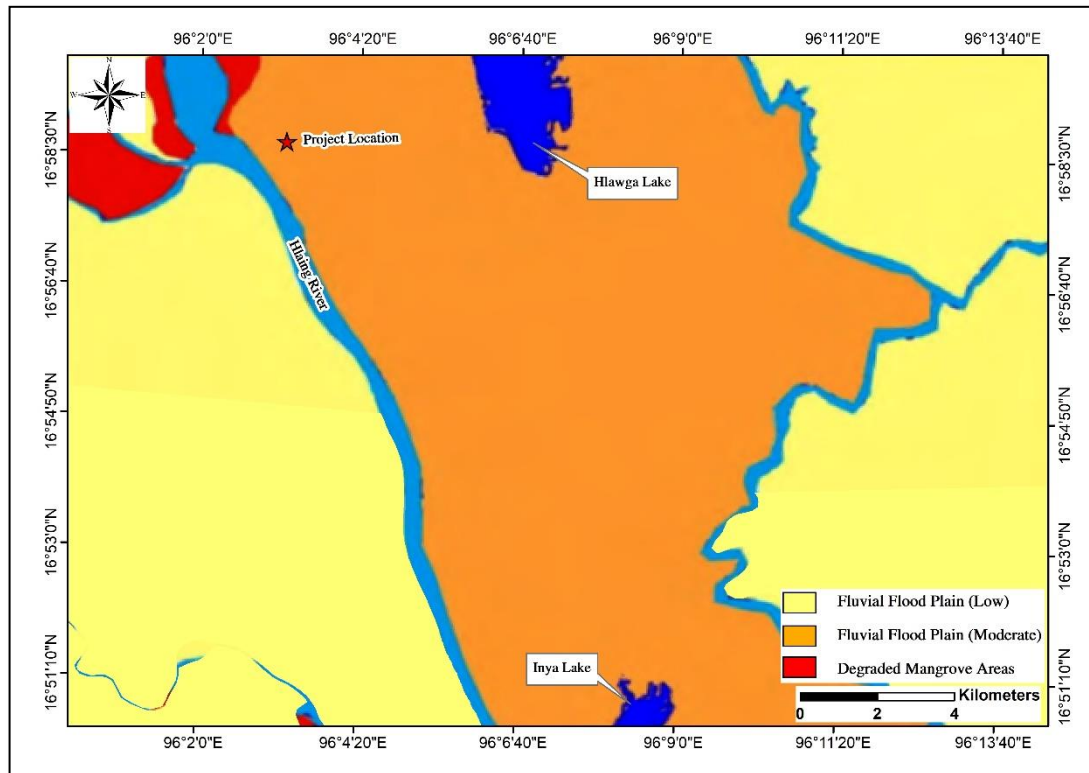 96°2'0"E 96°4'20"E 96°6'40"E 96°9'0"E 96°11'20"E 96°13'40"E
N
W E
S
16°58'30"N
Project Location
16°58'30"N
Hlawga Lake
Hlaing River
16°56'40"N
16°56'40"N
16°54'50"N
16°54'50"N
16°53'0"N
16°53'0"N
Fluvial Flood Plain (Low)
Fluvial Flood Plain (Moderate)
Degraded Mangrove Areas
Inya Lake
16°51'10"N
16°51'10"N
Kilometers
0 2 4
96°2'0"E 96°4'20"E 96°6'40"E 96°9'0"E 96°11'20"E 96°13'40"E